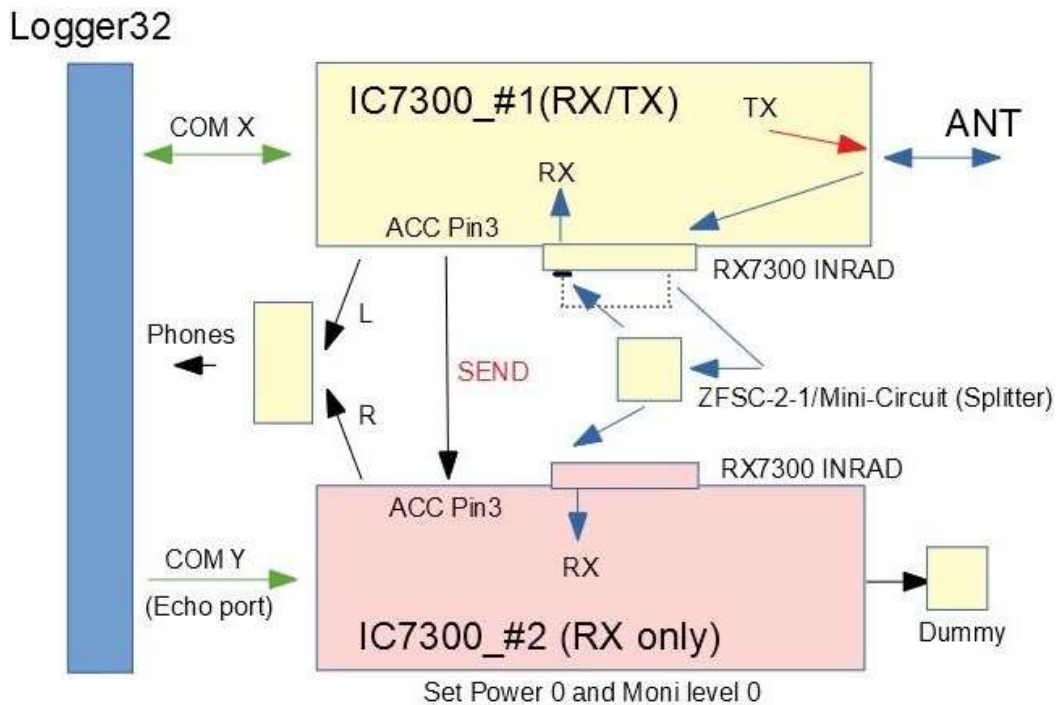 Logger32
IC7300_#1(RX/TX)
TX
ANT
COM X
RX
ACC Pin3
RX7300 INRAD
L
Phones
SEND
ZFSC-2-1/Mini-Circuit (Splitter)
R
RX7300 INRAD
ACC Pin3
COM Y
RX
(Echo port)
IC7300_#2 (RX only)
Dummy
Set Power 0 and Moni level 0